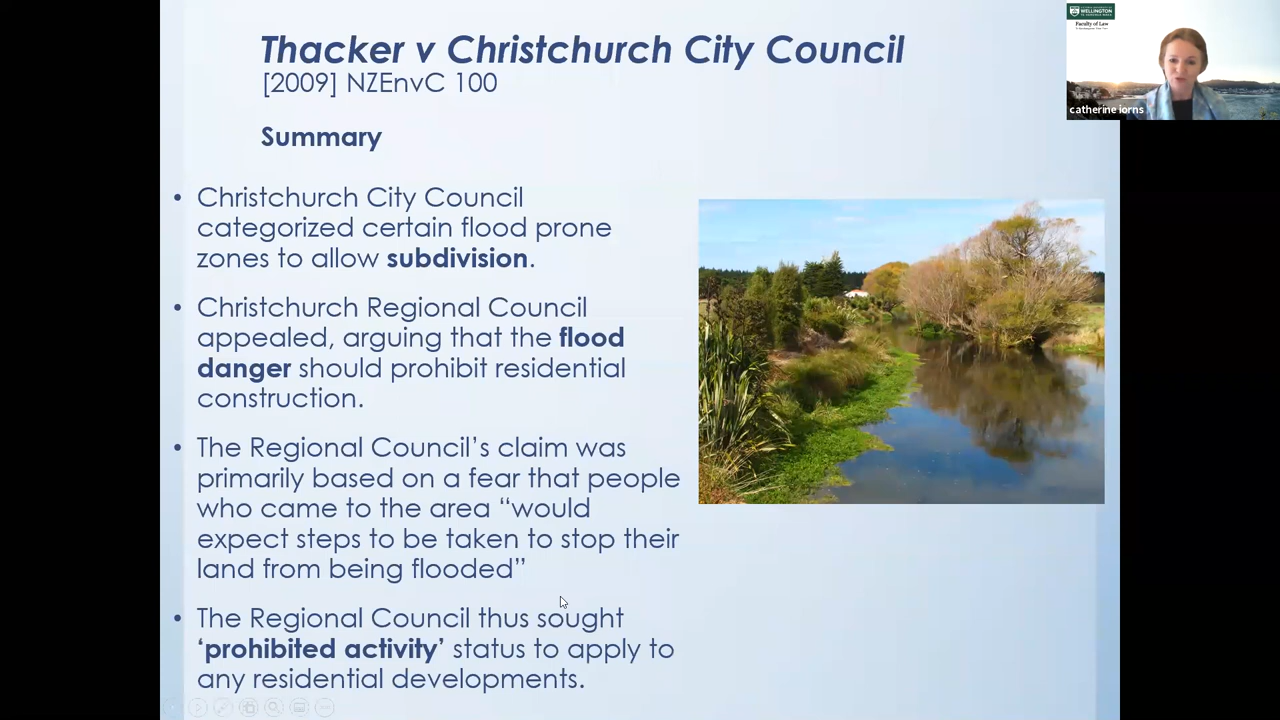 Thacker v Christchurch City Council
[2009] NZEnvC 100
Summary
• Christchurch City Council
categorized certain flood prone
zones to allow subdivision.
• Christchurch Regional Council
appealed, arguing that the flood
danger should prohibit residential
construction.
• The Regional Council’s claim was
primarily based on a fear that people
who came to the area “would
expect steps to be taken to stop their
land from being flooded”
• The Regional Council thus sought
‘prohibited activity’ status to apply to
any residential developments.
WELLINGTON
Faculty of Law
catherine iorns